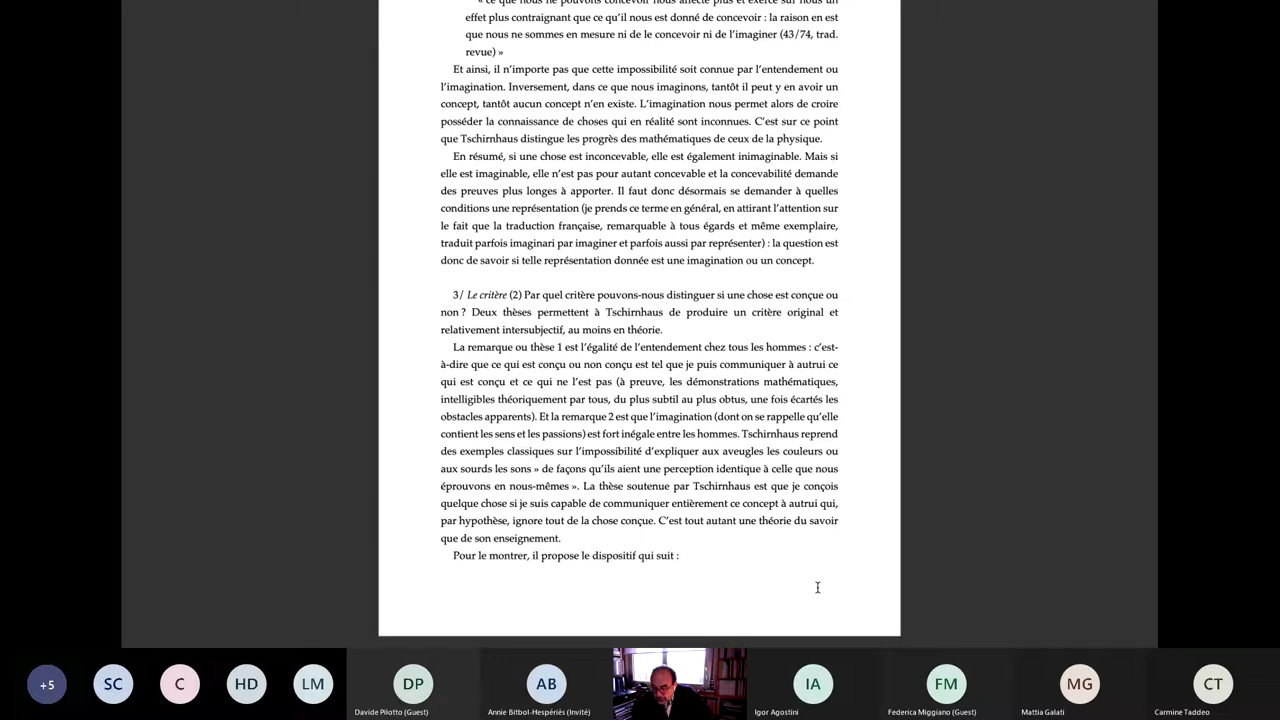 « ce que nous ne pouvons concevoir nous affecte plus et exerce sur nous un
effet plus contraignant que ce qu'il nous est donné de concevoir : la raison en est
que nous ne sommes en mesure ni de le concevoir ni de l'imaginer (43/74, trad.
revue) »
Et ainsi, il n'importe pas que cette impossibilité soit connue par l'entendement ou
l'imagination. Inversement, dans ce que nous imaginons, tantôt il peut y en avoir un
concept, tantôt aucun concept n'en existe. L'imagination nous permet alors de croire
posséder la connaissance de choses qui en réalité sont inconnues. C'est sur ce point
que Tschirnhaus distingue les progrès des mathématiques de ceux de la physique.
En résumé, si une chose est inconcevable, elle est également inimaginable. Mais si
elle est imaginable, elle n'est pas pour autant concevable et la concevabilité demande
des preuves plus longes à apporter. Il faut donc désormais se demander à quelles
conditions une représentation (je prends ce terme en général, en attirant l'attention sur
le fait que la traduction française, remarquable à tous égards et même exemplaire,
traduit parfois imaginari par imaginer et parfois aussi par représenter) : la question est
donc de savoir si telle représentation donnée est une imagination ou un concept.
3/ Le critère (2) Par quel critère pouvons-nous distinguer si une chose est conçue ou
non ? Deux thèses permettent à Tschirnhaus de produire un critère original et
relativement intersubjectif, au moins en théorie.
La remarque ou thèse 1 est l'égalité de l'entendement chez tous les hommes : c'est-
à-dire que ce qui est conçu ou non conçu est tel que je puis communiquer à autrui ce
qui est conçu et ce qui ne l'est pas (à preuve, les démonstrations mathématiques,
intelligibles théoriquement par tous, du plus subtil au plus obtus, une fois écartés les
obstacles apparents). Et la remarque 2 est que l'imagination (dont on se rappelle qu'elle
contient les sens et les passions) est fort inégale entre les hommes. Tschirnhaus reprend
des exemples classiques sur l'impossibilité d'expliquer aux aveugles les couleurs ou
aux sourds les sons » de façons qu'ils aient une perception identique à celle que nous
éprouvons en nous-mêmes ». La thèse soutenue par Tschirnhaus est que je conçois
quelque chose si je suis capable de communiquer entièrement ce concept à autrui qui,
par hypothèse, ignore tout de la chose conçue. C'est tout autant une théorie du savoir
que de son enseignement.
Pour le montrer, il propose le dispositif qui suit :
+5
SC
C
HD
LM
DP
AB
IA
FM
MG
CT
Davide Pilotto (Guest)
Annie Bitbol-Hespériès (Invité)
Igor Agostini
Federica Miggiano (Guest)
Mattia Galati
Carmine Taddeo